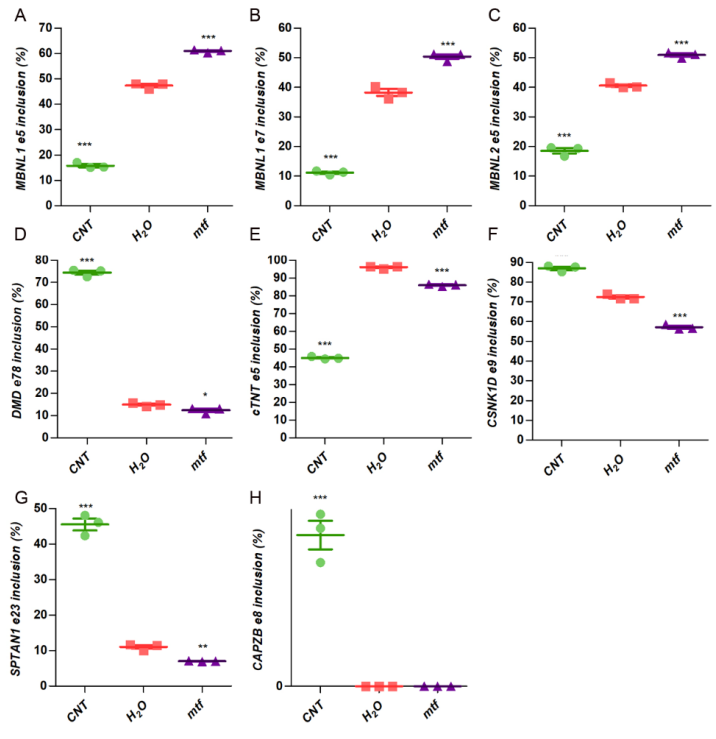 A
MBNL1 e5 inclusion (%)
70
60
50
40
30
20
10
0
***
***
CNT
H2O
mtf
B
MBNL1 e7 inclusion (%)
60
50
40
30
20
10
0
***
***
CNT
H2O
mtf
C
MBNL2 e5 inclusion (%)
60
50
40
30
20
10
0
***
***
CNT
H2O
mtf
D
DMD e78 inclusion (%)
80
70
60
50
40
30
20
10
0
***
*
CNT
H2O
mtf
E
cTNT e5 inclusion (%)
100
90
80
70
60
50
40
30
20
10
0
***
***
CNT
H2O
mtf
F
CSNK1D e9 inclusion (%)
90
80
70
60
50
40
30
20
10
0
***
CNT
H2O
mtf
G
SPTAN1 e23 inclusion (%)
50
40
30
20
10
0
***
**
CNT
H2O
mtf
H
CAPZB e8 inclusion (%)
0
***
CNT
H2O
mtf